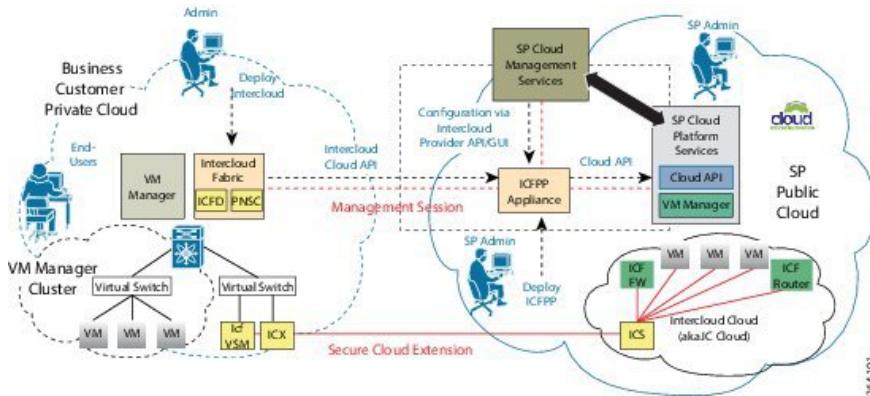 Admin
Business
Customer
Private Cloud
Deploy
Intercloud
End-
Users
VM
Manager
Intercloud
Fabric
ICFD
PNSC
Intercloud
Cloud API
Management Session
VM Manager
Cluster
Virtual Switch
Virtual Switch
VM
VM
VM
Icf
VSM
ICX
Secure Cloud Extension
SP Cloud
Management
Services
SP Admin
Configuration via
Intercloud
Provider API/GUI
Cloud API
ICFPP
Appliance
SP Cloud
Platform
Services
Cloud API
VM Manager
cloud
SP
Public
Cloud
SP Admin
Deploy
ICFPP
ICF
FW
VM
VM
VM
ICF
Router
ICS
Intercloud Cloud
(aka.IC Cloud)